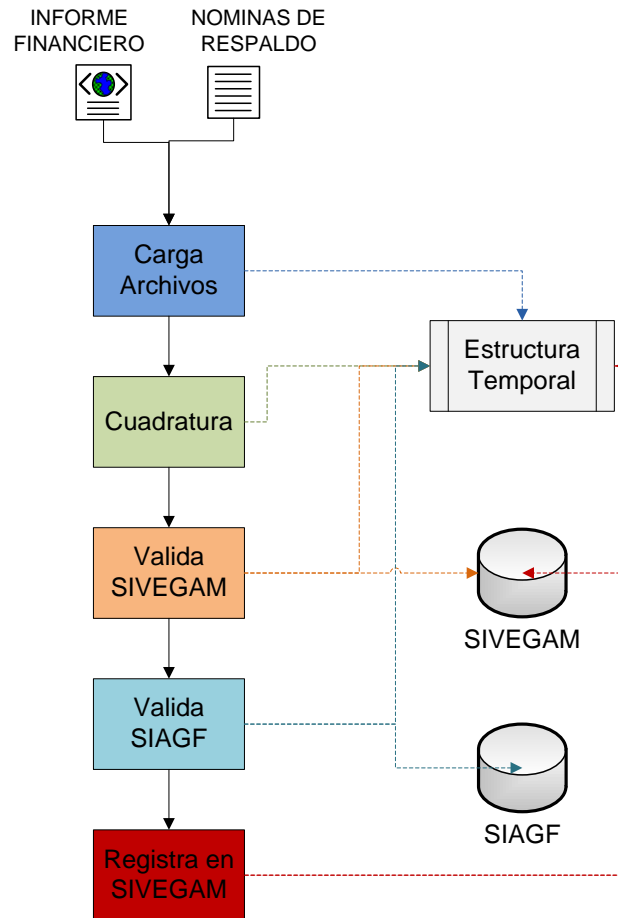 INFORME
FINANCIERO
NOMINAS DE
RESPALDO
Carga
Archivos
Estructura
Temporal
Cuadratura
Valida
SIVEGAM
SIVEGAM
Valida
SIAGF
SIAGF
Registra en
SIVEGAM